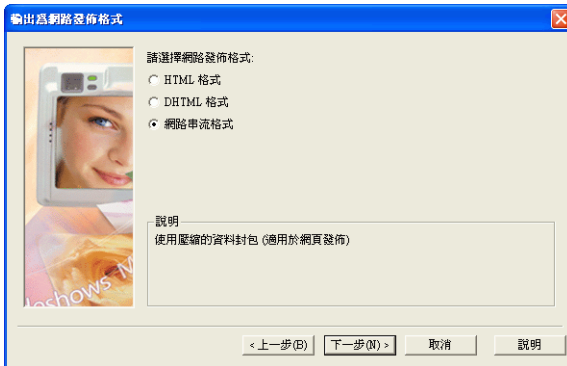 輸出為網路發佈格式
請選擇網路發佈格式:
HTML 格式
DHTML 格式
網路串流格式
說明
使用壓縮的資料封包 (適用於網頁發佈)
<上一步(B)
下一步(N)>
取消
說明